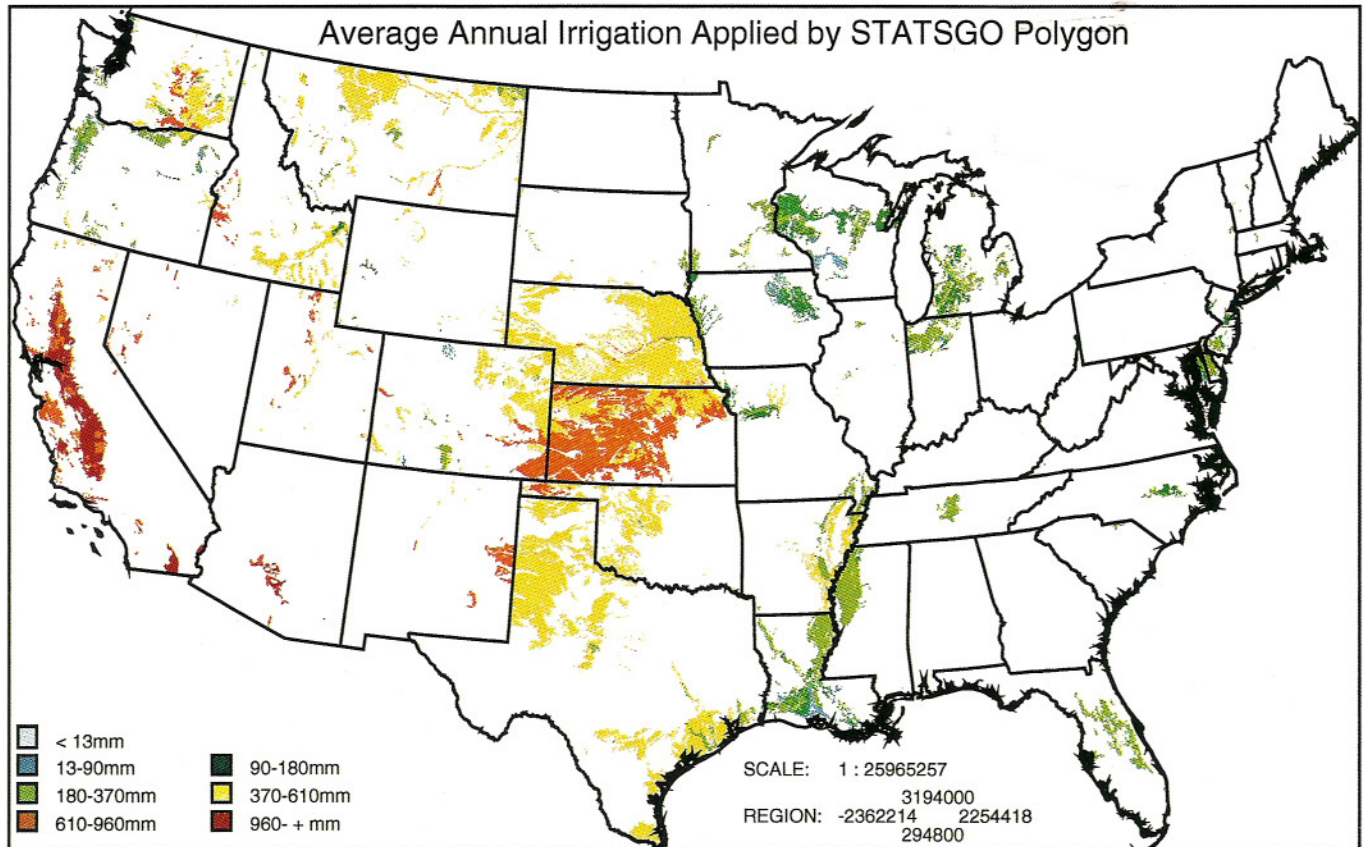 Average Annual Irrigation Applied by STATSGO Polygon
< 13mm
13-90mm
180-370mm
610-960mm
90-180mm
370-610mm
960- + mm
SCALE: 1 : 25965257
3194000
REGION: -2362214 2254418
294800